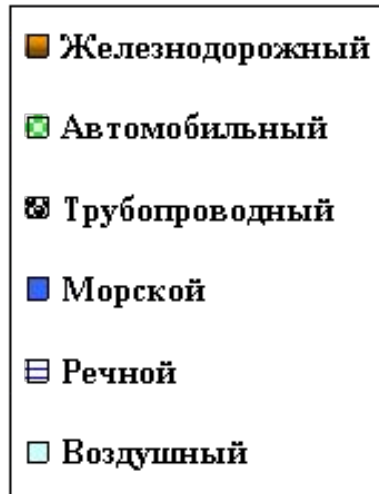 Железнодорожный
Автомобильный
Трубопроводный
Морской
Речной
Воздушный